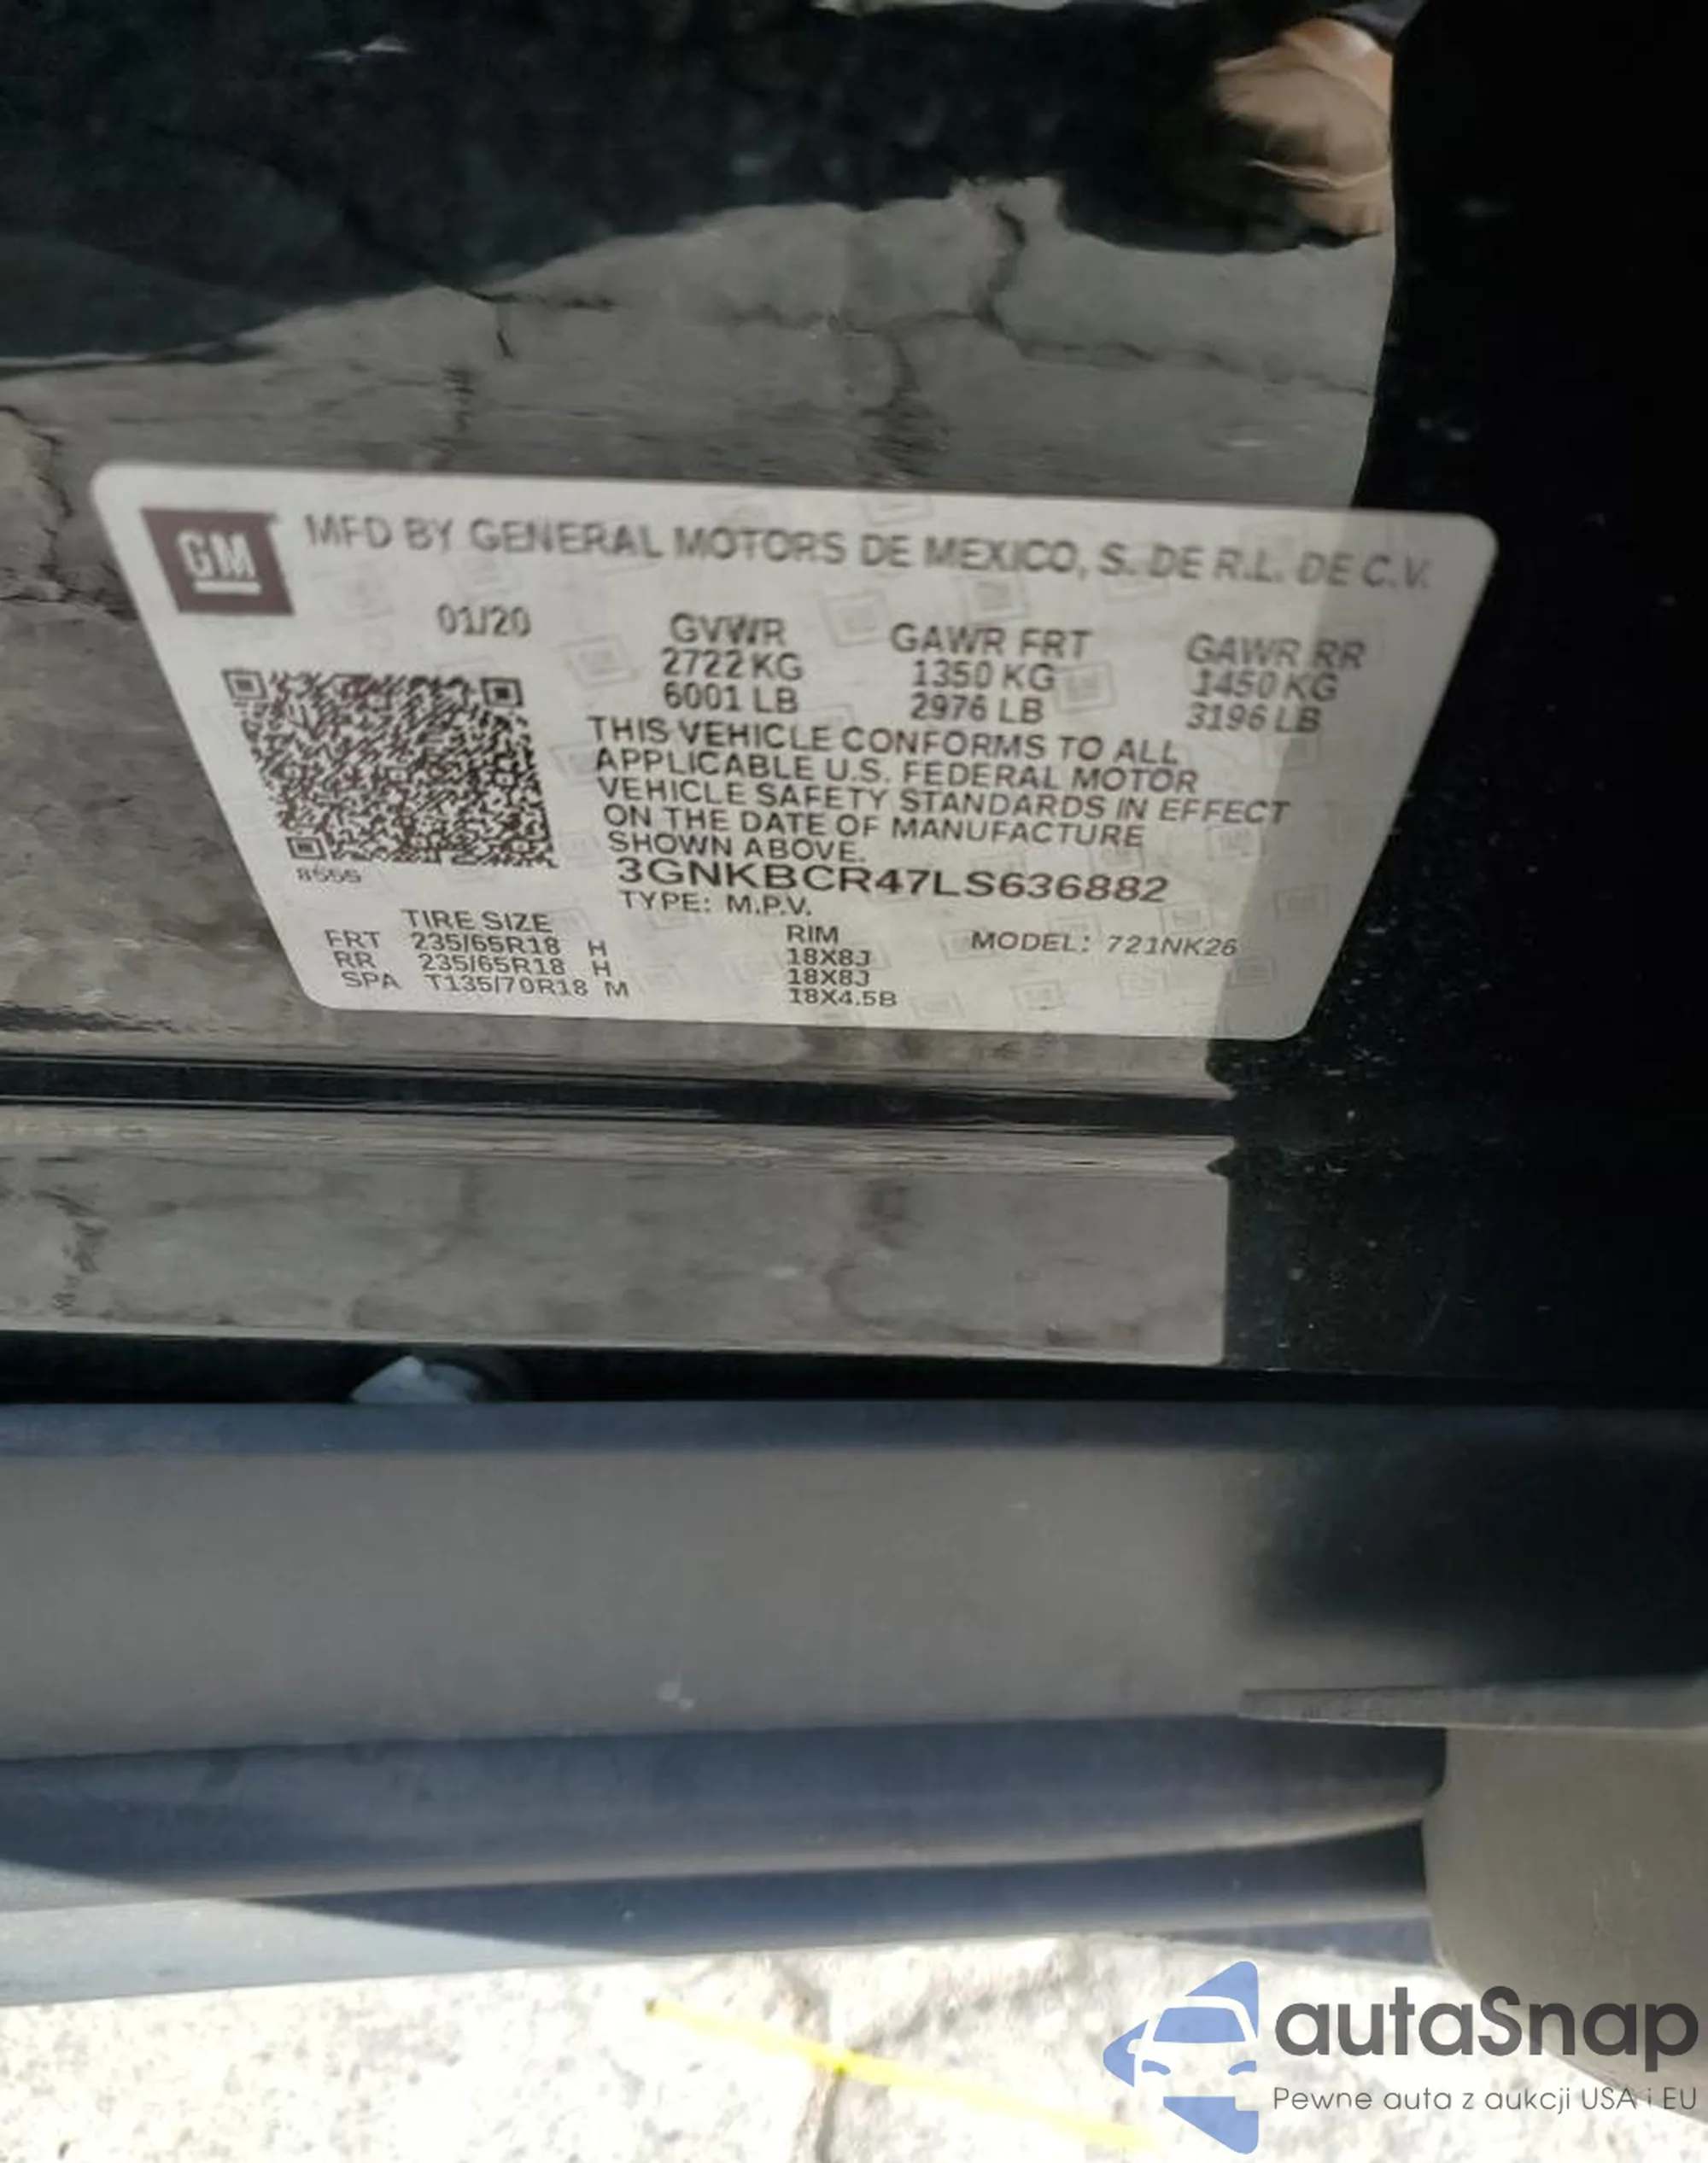 GM MFD BY GENERAL MOTORS DE MEXICO, S. DE R.L. DE C.V.
01/20 GVWR GAWR FRT GAWR RR
2722 KG 1350 KG 1450 KG
6001 LB 2976 LB 3196 LB
THIS VEHICLE CONFORMS TO ALL
APPLICABLE U.S. FEDERAL MOTOR
VEHICLE SAFETY STANDARDS IN EFFECT
ON THE DATE OF MANUFACTURE
SHOWN ABOVE.
3GNKBCR47LS636882
TYPE: M.P.V.
TIRE SIZE RIM MODEL: 721NK26
FRT 235/65R18 H 18X8J
RR 235/65R18 H 18X8J
SPA T135/70R18 M 18X4.5B
autaSnap
Pewne auta z aukcji USA i EU